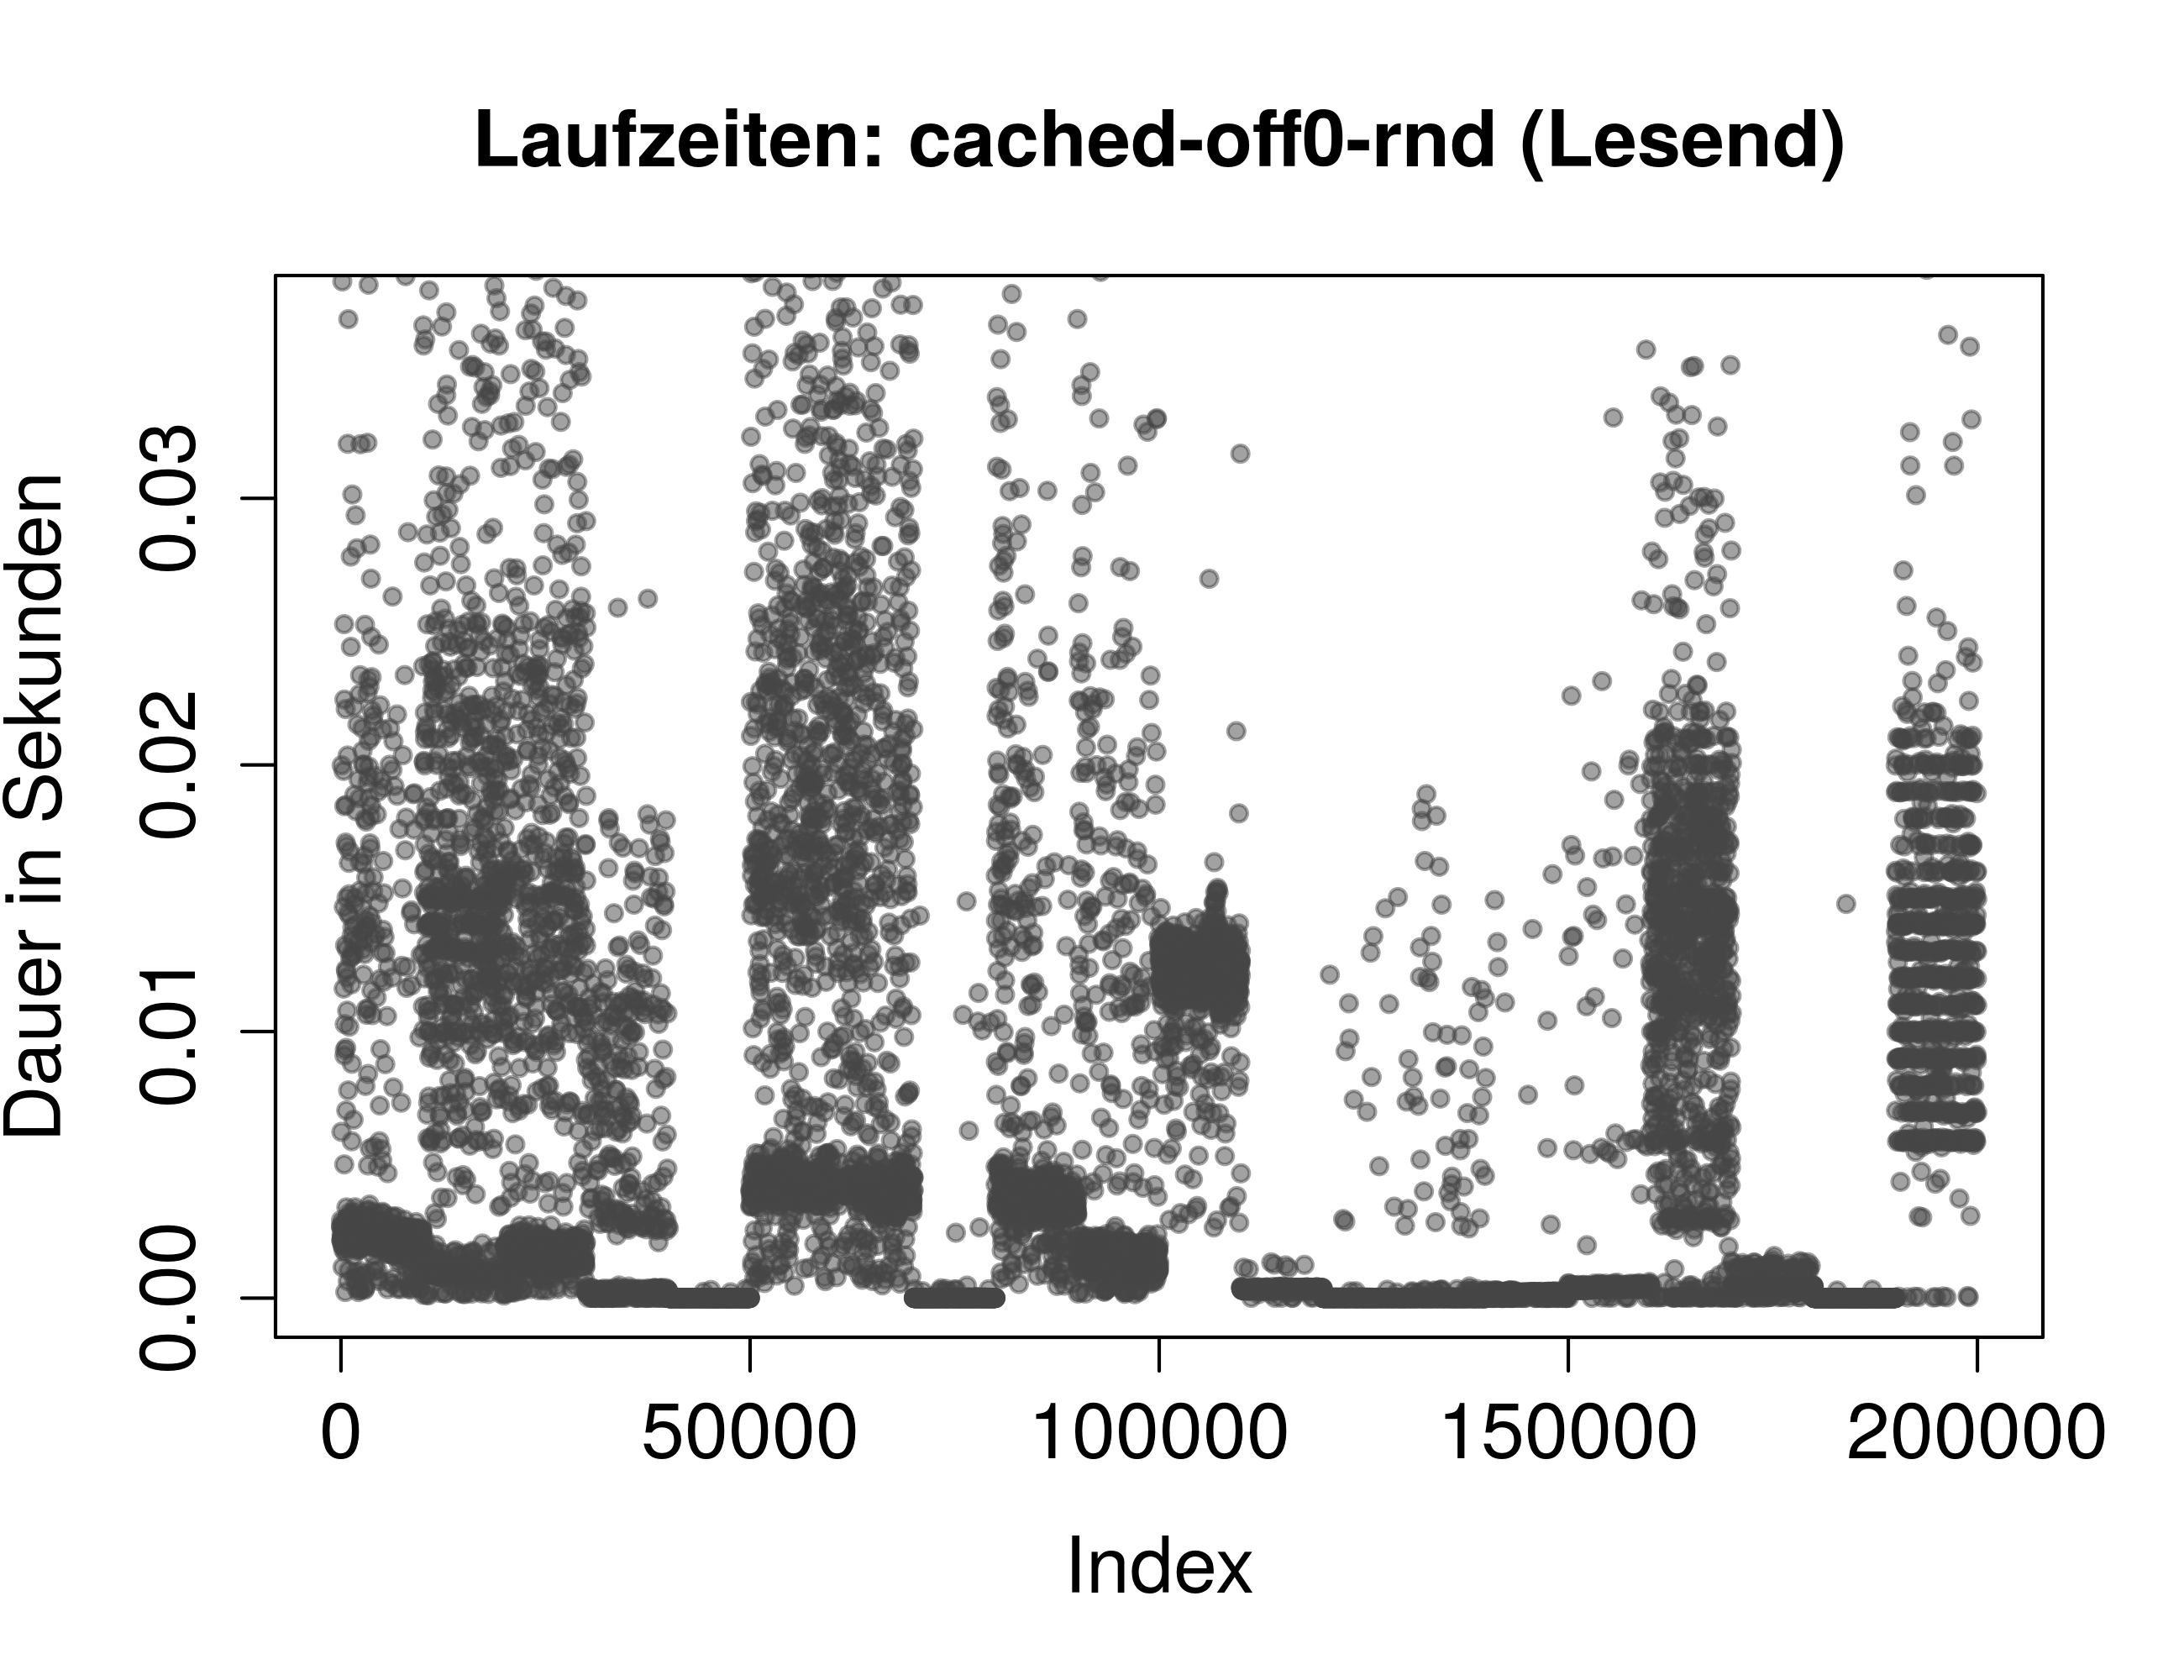 Laufzeiten: cached-off0-rnd (Lesend)
Dauer in Sekunden
0.03
0.02
0.01
0.00
0 50000 100000 150000 200000
Index